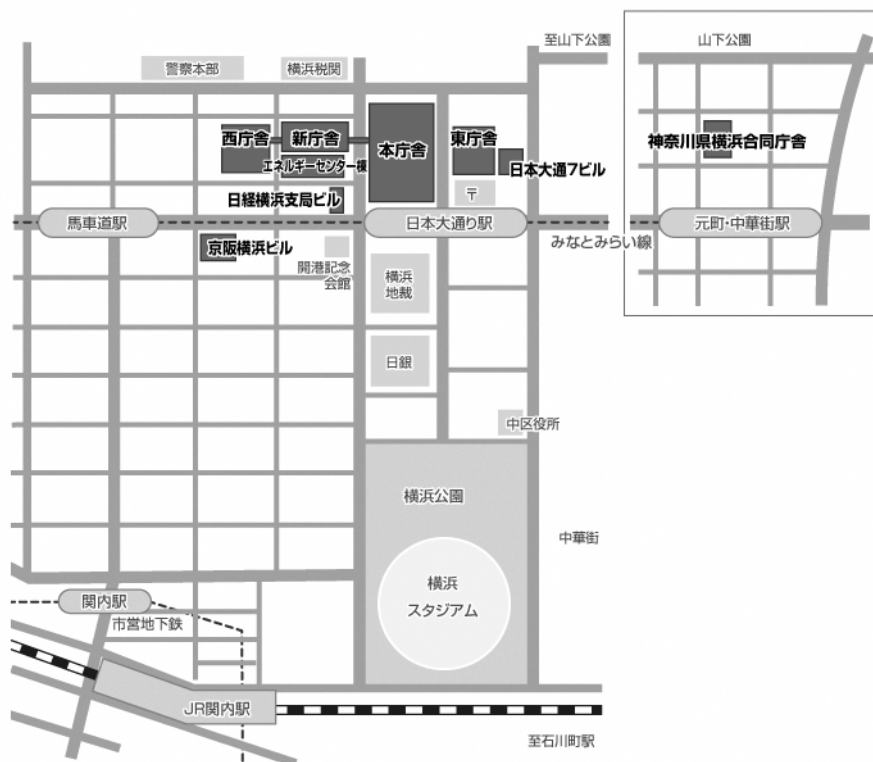 至山下公園
山下公園
警察本部
横浜税関
西庁舎
新庁舎
本庁舎
東庁舎
神奈川県横浜合同庁舎
エネルギーセンター棟
日本大通7ビル
日経横浜支局ビル
〒
馬車道駅
日本大通り駅
元町・中華街駅
みなとみらい線
京阪横浜ビル
開港記念
会館
横浜
地裁
日銀
中区役所
横浜公園
中華街
横浜
スタジアム
関内駅
市営地下鉄
JR関内駅
至石川町駅